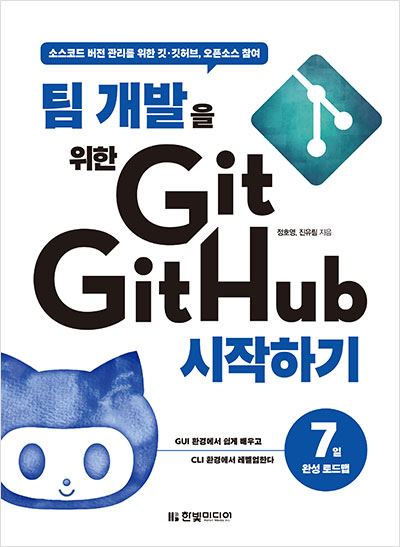 소스코드 버전 관리를 위한 깃·깃허브, 오픈소스 참여
팀 개발을
위한
Git
정호영, 진유림 지음
GitHub
시작하기
GUI 환경에서 쉽게 배우고
CLI 환경에서 레벨업한다
7일
완성 로드맵
한빛미디어